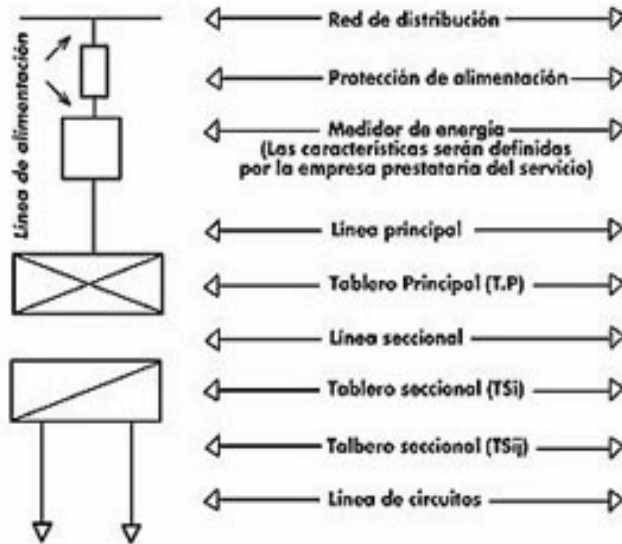 Línea de alimentación
Red de distribución
Protección de alimentación
Medidor de energía
(Las características serán definidas
por la empresa prestataria del servicio)
Línea principal
Tablero Principal (T.P)
Línea seccional
Tablero seccional (TSi)
Talbero seccional (TSij)
Línea de circuitos